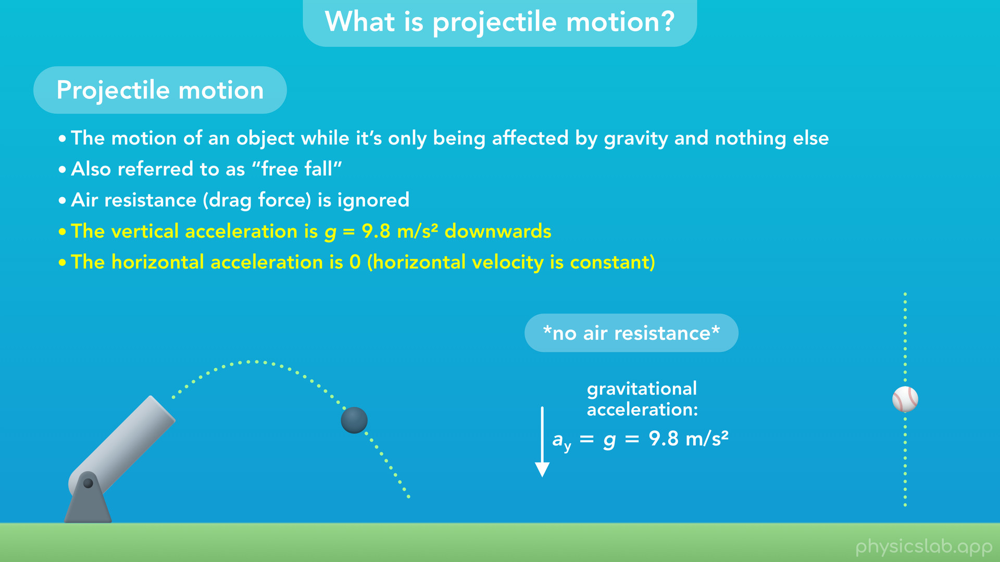 What is projectile motion?
Projectile motion
• The motion of an object while it’s only being affected by gravity and nothing else
• Also referred to as “free fall”
• Air resistance (drag force) is ignored
• The vertical acceleration is g = 9.8 m/s² downwards
• The horizontal acceleration is 0 (horizontal velocity is constant)
*no air resistance*
gravitational
acceleration:
ay = g = 9.8 m/s²
physicslab.app